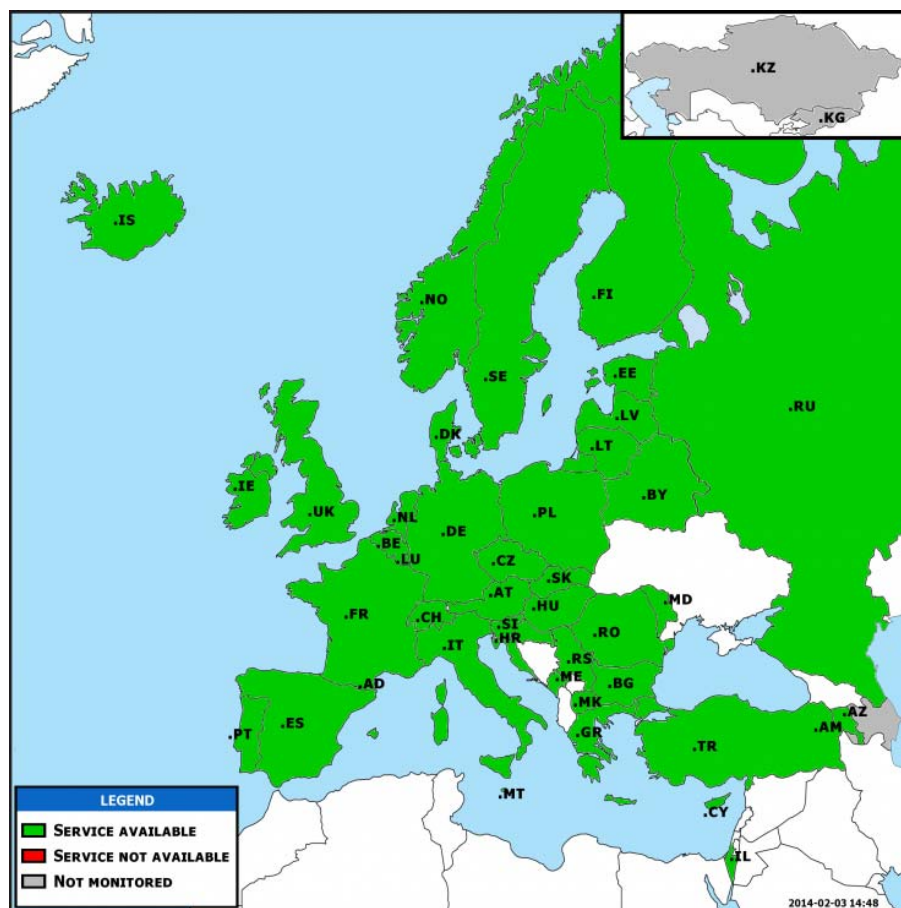 .KZ
.KG
.IS
.NO
.FI
.SE
.EE
.RU
.LV
.DK
.LT
.IE
.BY
.UK
.NL
.PL
.DE
.BE
.LU
.CZ
.SK
.AT
.MD
.HU
.FR
.CH
.SI
.RO
.HR
.IT
.RS
.ME
.AD
.BG
.MK
.AZ
.ES
.AM
.PT
.GR
.TR
.MT
.CY
.IL
LEGEND
SERVICE AVAILABLE
SERVICE NOT AVAILABLE
NOT MONITORED
2014-02-03 14:48